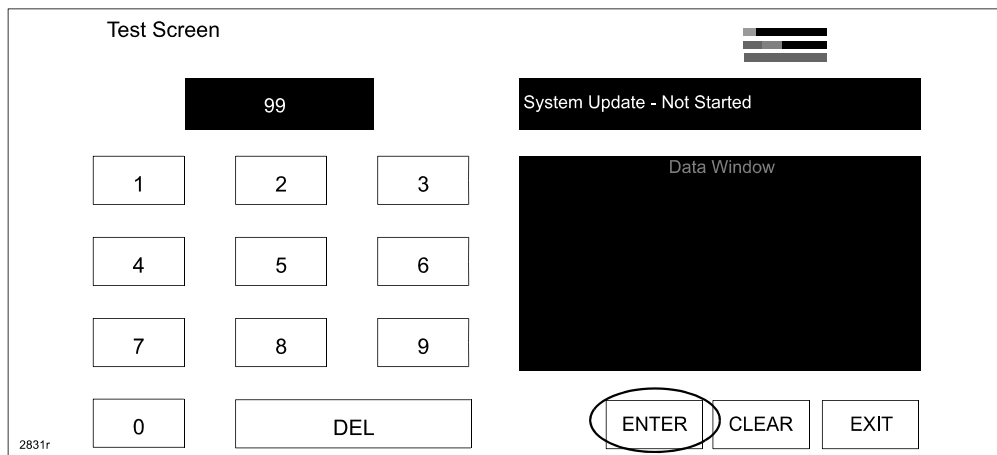 Test Screen
99
System Update - Not Started
Data Window
1 2 3
4 5 6
7 8 9
0 DEL
ENTER CLEAR EXIT
2831r